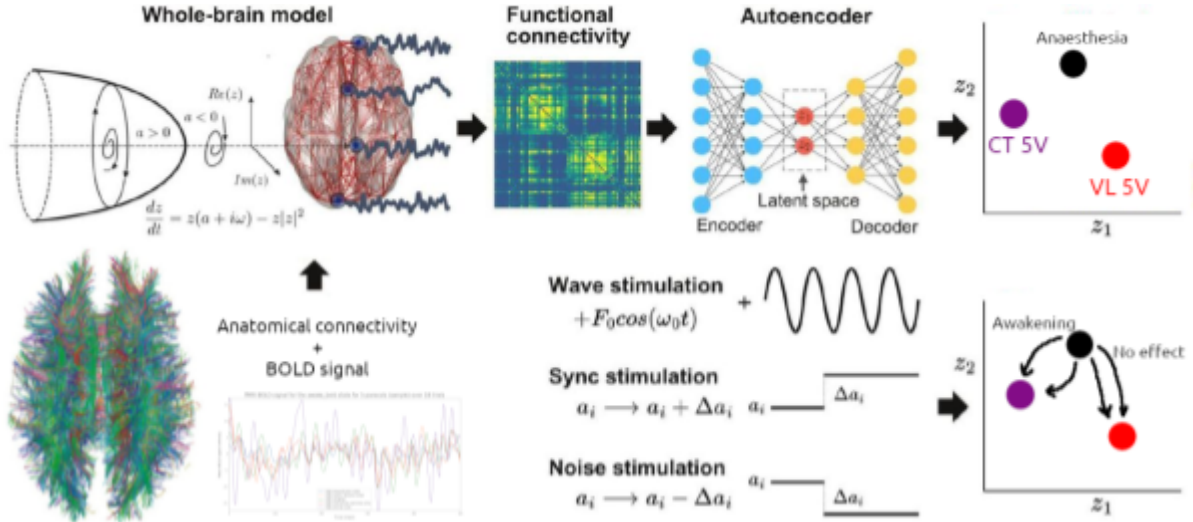 Whole-brain model
Functional
connectivity
Autoencoder
Re(z)
a > 0
a < 0
Im(z)
dz/dt = z(a + iω) − z|z|²
Encoder
Latent space
Decoder
z₂
Anaesthesia
CT 5V
VL 5V
z₁
Anatomical connectivity
+
BOLD signal
Wave stimulation
+F₀cos(ω₀t)
+
Sync stimulation
aᵢ ⟶ aᵢ + Δaᵢ
aᵢ
Δaᵢ
Noise stimulation
aᵢ ⟶ aᵢ − Δaᵢ
aᵢ
Δaᵢ
Awakening
No effect
z₂
z₁